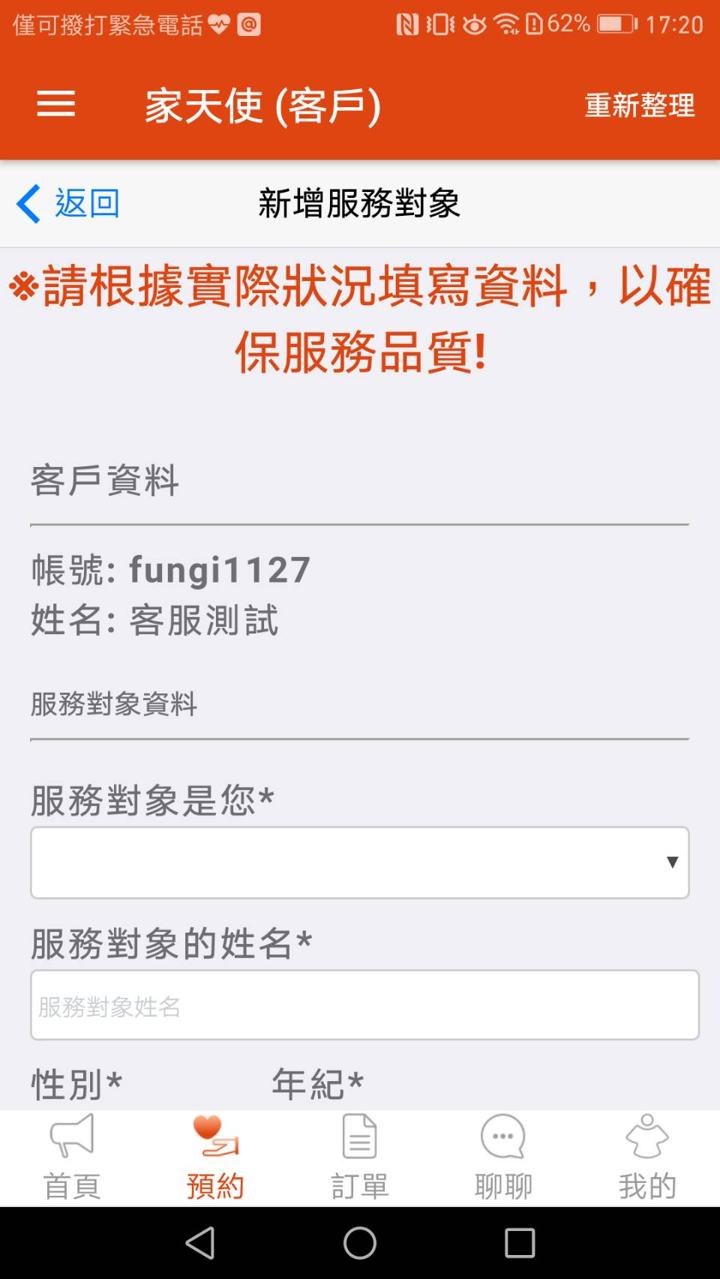 僅可撥打緊急電話 62% 17:20
家天使 (客戶) 重新整理
返回 新增服務對象
※請根據實際狀況填寫資料，以確
保服務品質!
客戶資料
帳號: fungi1127
姓名: 客服測試
服務對象資料
服務對象是您*
服務對象的姓名*
服務對象姓名
性別* 年紀*
首頁 預約 訂單 聊聊 我的